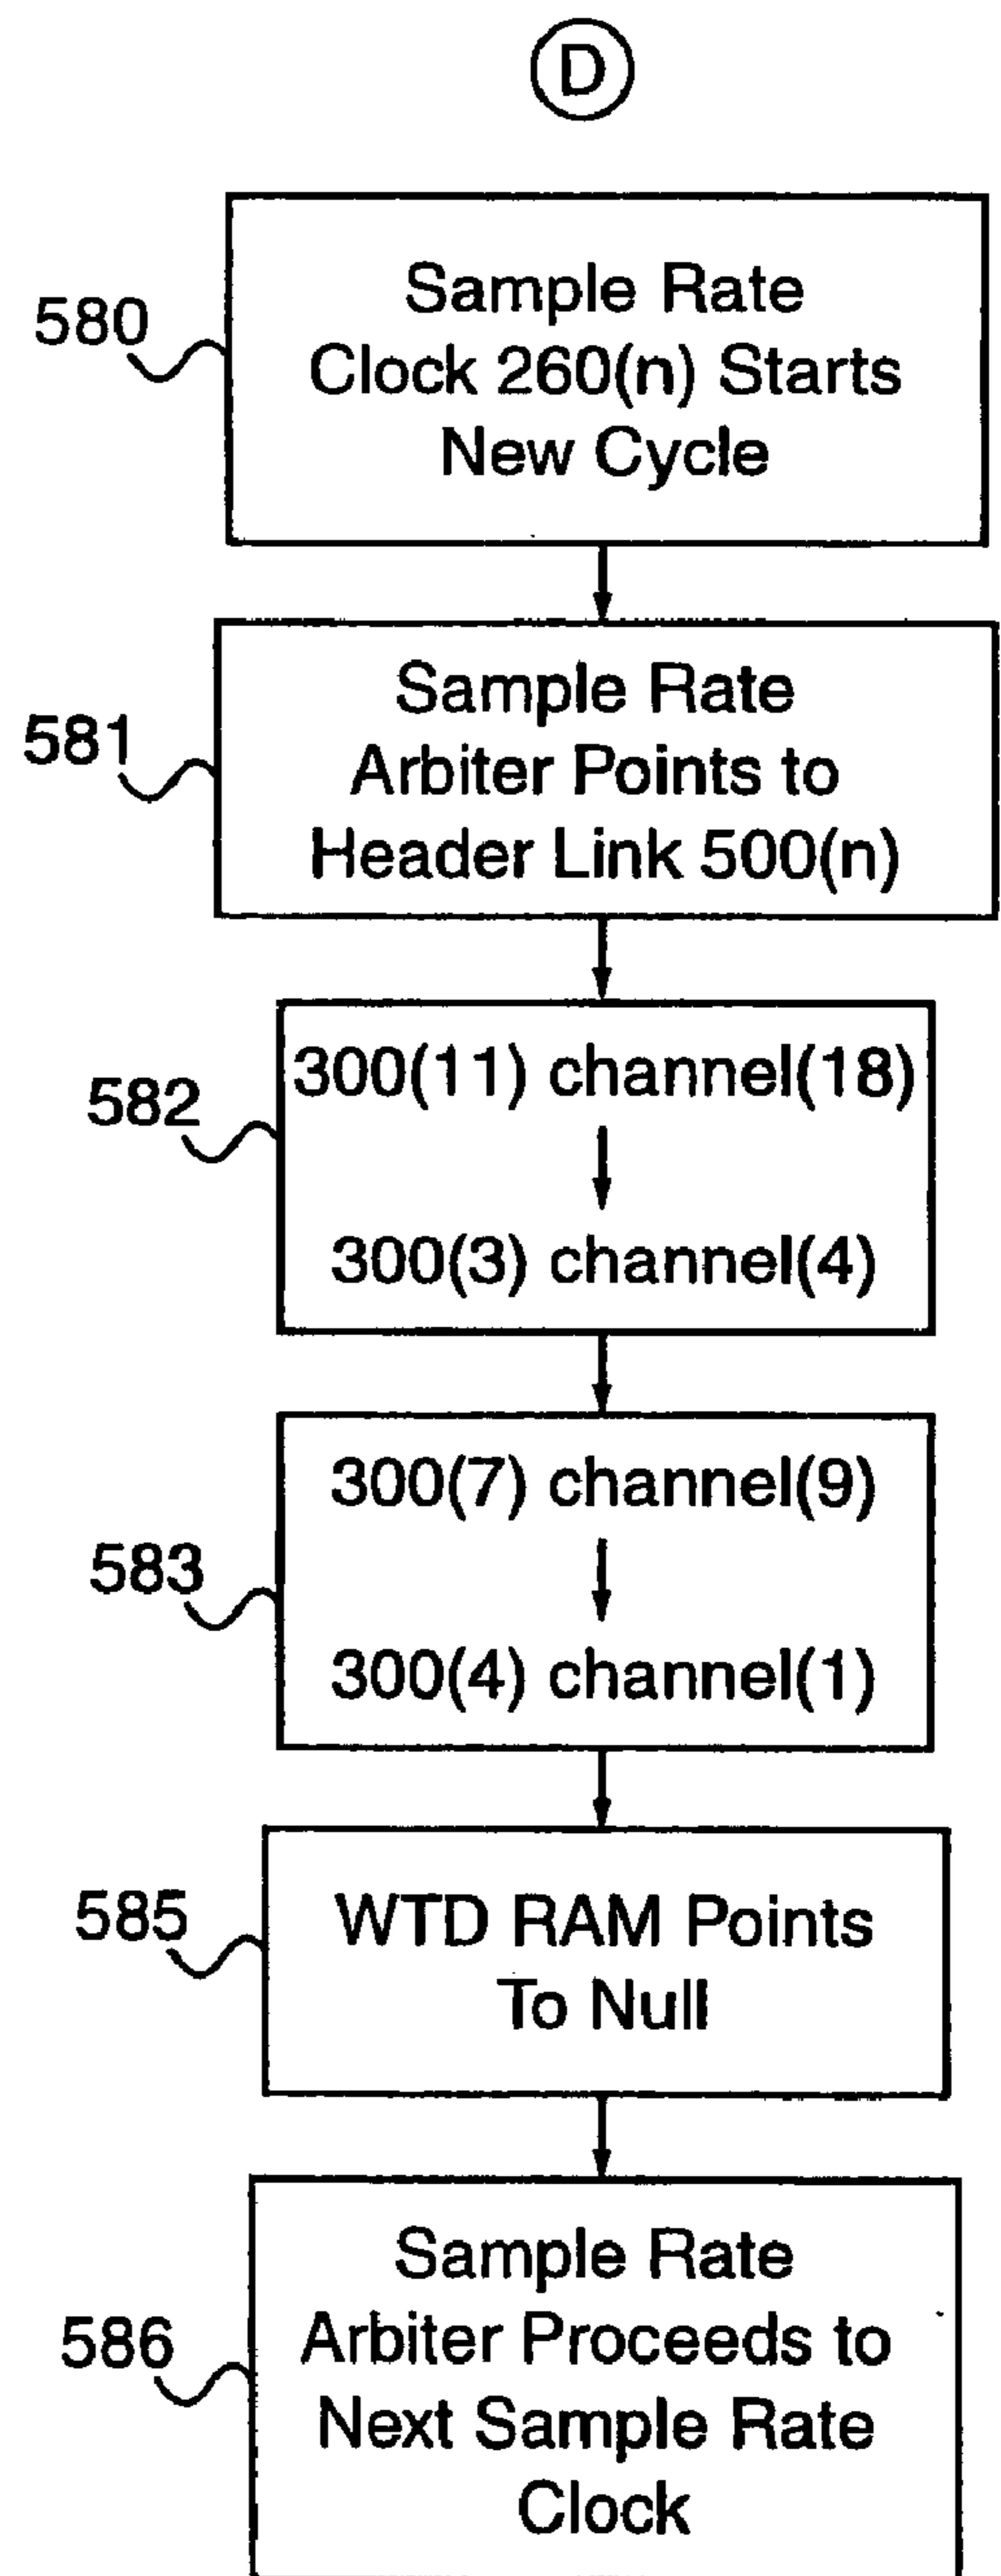 D
580
Sample Rate
Clock 260(n) Starts
New Cycle
581
Sample Rate
Arbiter Points to
Header Link 500(n)
582
300(11) channel(18)
300(3) channel(4)
583
300(7) channel(9)
300(4) channel(1)
585
WTD RAM Points
To Null
586
Sample Rate
Arbiter Proceeds to
Next Sample Rate
Clock